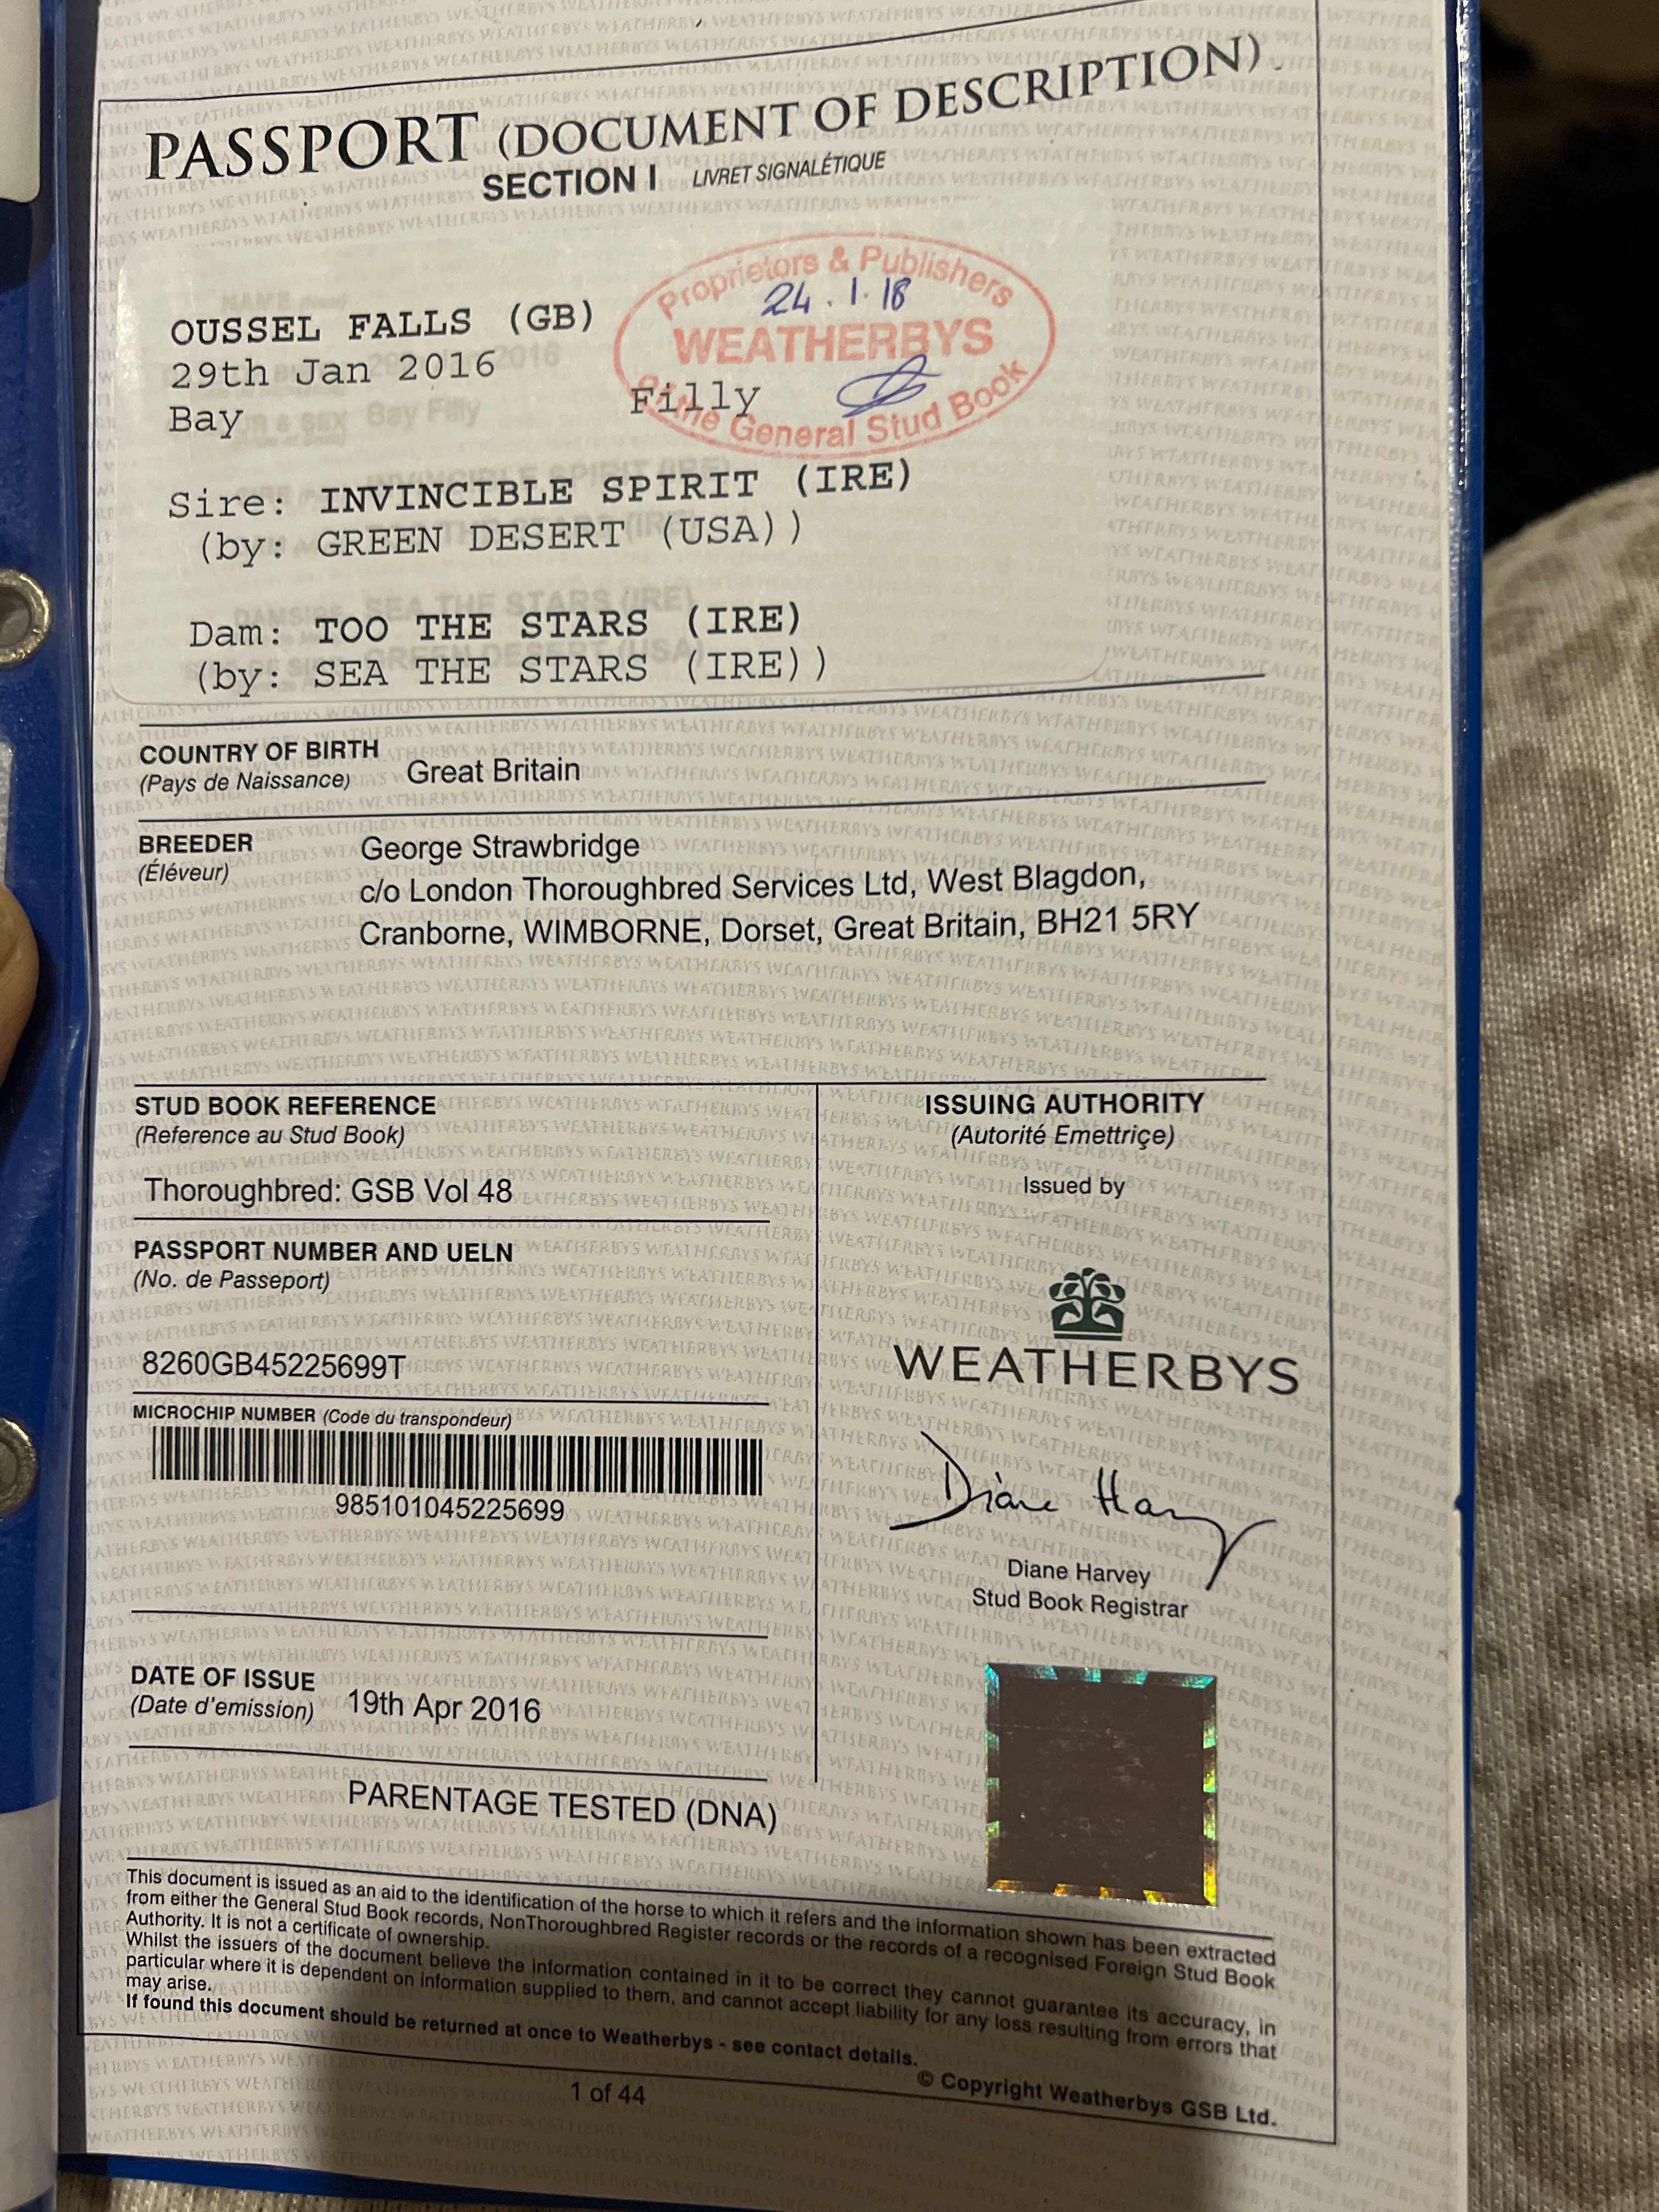 PASSPORT (DOCUMENT OF DESCRIPTION)
SECTION I LIVRET SIGNALÉTIQUE
Proprietors & Publishers
24.1.18
WEATHERBYS
of the General Stud Book
OUSSEL FALLS (GB)
29th Jan 2016
Bay Filly
Sire: INVINCIBLE SPIRIT (IRE)
(by: GREEN DESERT (USA))
Dam: TOO THE STARS (IRE)
(by: SEA THE STARS (IRE))
COUNTRY OF BIRTH
(Pays de Naissance) Great Britain
BREEDER George Strawbridge
(Éléveur) c/o London Thoroughbred Services Ltd, West Blagdon,
Cranborne, WIMBORNE, Dorset, Great Britain, BH21 5RY
STUD BOOK REFERENCE
(Reference au Stud Book)
Thoroughbred: GSB Vol 48
PASSPORT NUMBER AND UELN
(No. de Passeport)
8260GB45225699T
MICROCHIP NUMBER (Code du transpondeur)
985101045225699
DATE OF ISSUE
(Date d'emission) 19th Apr 2016
ISSUING AUTHORITY
(Autorité Emettriçe)
Issued by
WEATHERBYS
Diane Harvey
Diane Harvey
Stud Book Registrar
PARENTAGE TESTED (DNA)
This document is issued as an aid to the identification of the horse to which it refers and the information shown has been extracted
from either the General Stud Book records, NonThoroughbred Register records or the records of a recognised Foreign Stud Book
Authority. It is not a certificate of ownership.
Whilst the issuers of the document believe the information contained in it to be correct they cannot guarantee its accuracy, in
particular where it is dependent on information supplied to them, and cannot accept liability for any loss resulting from errors that
may arise.
If found this document should be returned at once to Weatherbys - see contact details.
© Copyright Weatherbys GSB Ltd.
1 of 44